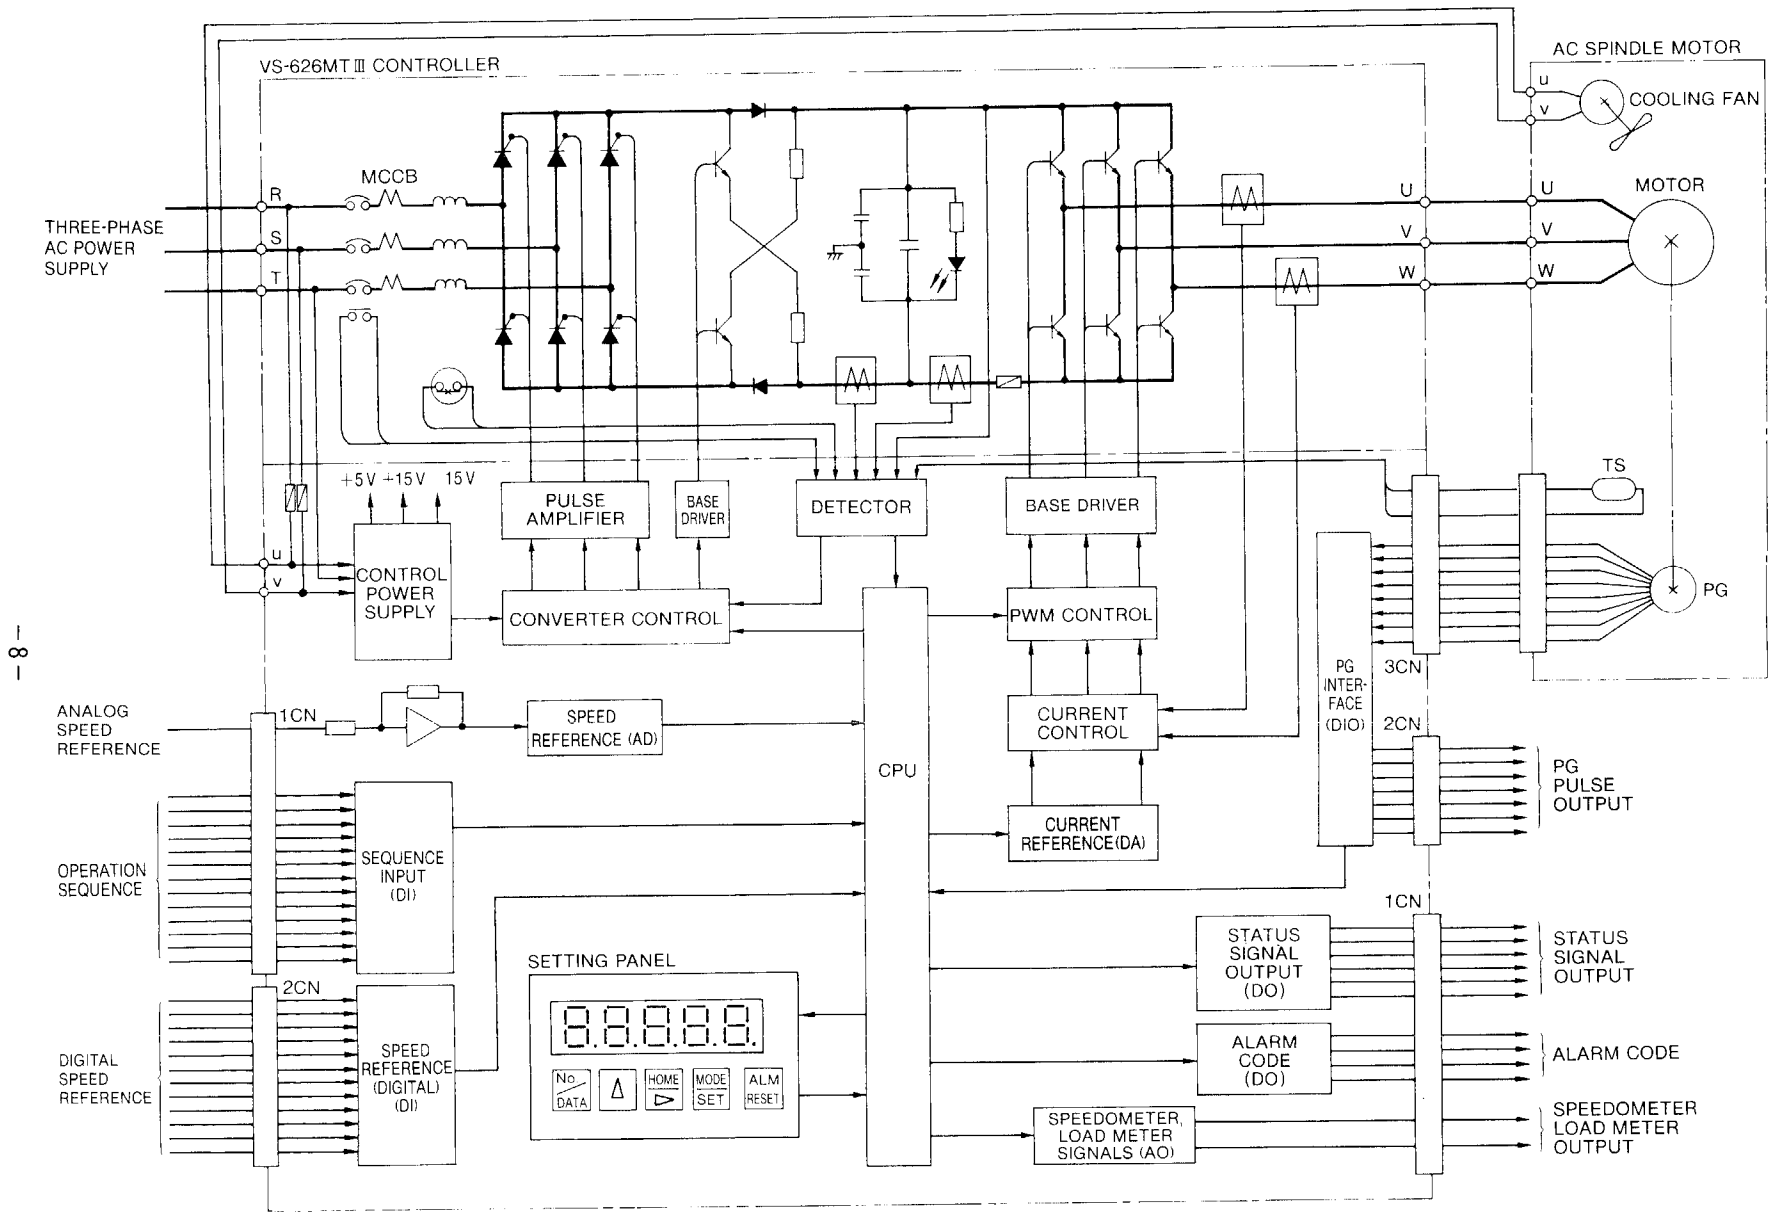 AC SPINDLE MOTOR
VS-626MT III CONTROLLER
u
v
COOLING FAN
MCCB
R
S
T
THREE-PHASE
AC POWER
SUPPLY
U
V
W
U
V
W
MOTOR
+5V +15V 15V
PULSE
AMPLIFIER
BASE
DRIVER
DETECTOR
BASE DRIVER
TS
u
v
CONTROL
POWER
SUPPLY
CONVERTER CONTROL
PWM CONTROL
PG
-8-
3CN
PG
INTER-
FACE
(DIO)
2CN
ANALOG
SPEED
REFERENCE
1CN
SPEED
REFERENCE (AD)
CURRENT
CONTROL
CPU
PG
PULSE
OUTPUT
CURRENT
REFERENCE(DA)
OPERATION
SEQUENCE
SEQUENCE
INPUT
(DI)
1CN
STATUS
SIGNAL
OUTPUT
(DO)
STATUS
SIGNAL
OUTPUT
SETTING PANEL
2CN
8.8.8.8.8.
DIGITAL
SPEED
REFERENCE
SPEED
REFERENCE
(DIGITAL)
(DI)
No
DATA
HOME
MODE
SET
ALM
RESET
ALARM
CODE
(DO)
ALARM CODE
SPEEDOMETER,
LOAD METER
SIGNALS (AO)
SPEEDOMETER
LOAD METER
OUTPUT